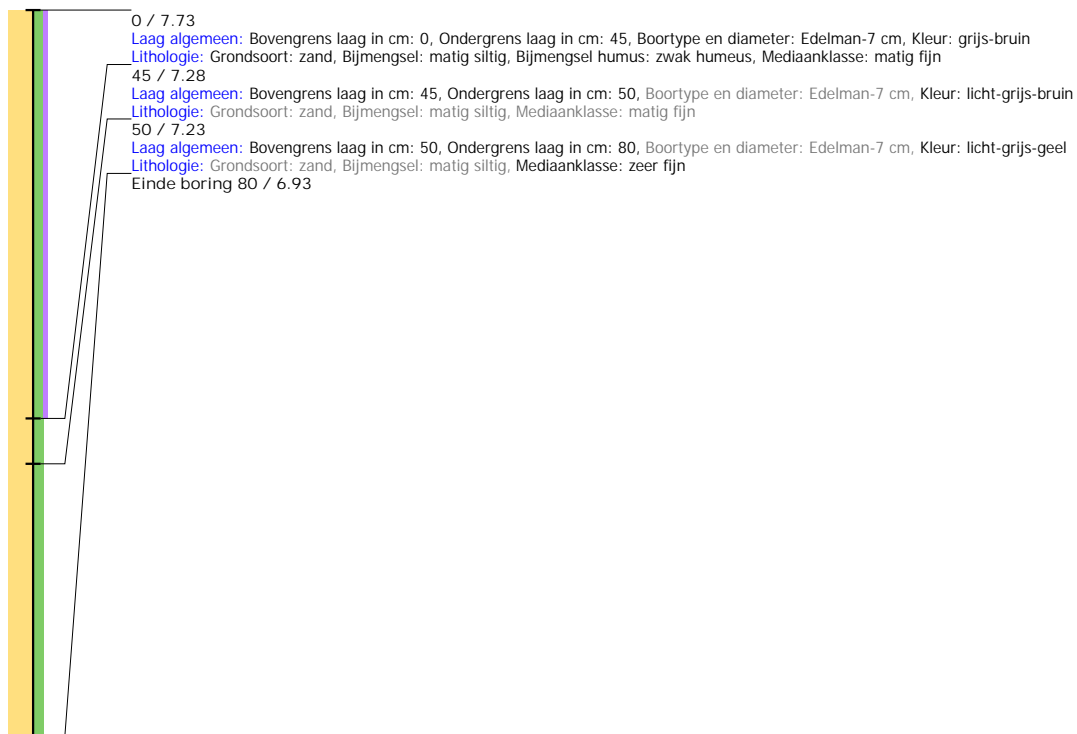 0 / 7.73
Laag algemeen: Bovengrens laag in cm: 0, Ondergrens laag in cm: 45, Boortype en diameter: Edelman-7 cm, Kleur: grijs-bruin
Lithologie: Grondsoort: zand, Bijmengsel: matig siltig, Bijmengsel humus: zwak humeus, Mediaanklasse: matig fijn
45 / 7.28
Laag algemeen: Bovengrens laag in cm: 45, Ondergrens laag in cm: 50, Boortype en diameter: Edelman-7 cm, Kleur: licht-grijs-bruin
Lithologie: Grondsoort: zand, Bijmengsel: matig siltig, Mediaanklasse: matig fijn
50 / 7.23
Laag algemeen: Bovengrens laag in cm: 50, Ondergrens laag in cm: 80, Boortype en diameter: Edelman-7 cm, Kleur: licht-grijs-geel
Lithologie: Grondsoort: zand, Bijmengsel: matig siltig, Mediaanklasse: zeer fijn
Einde boring 80 / 6.93